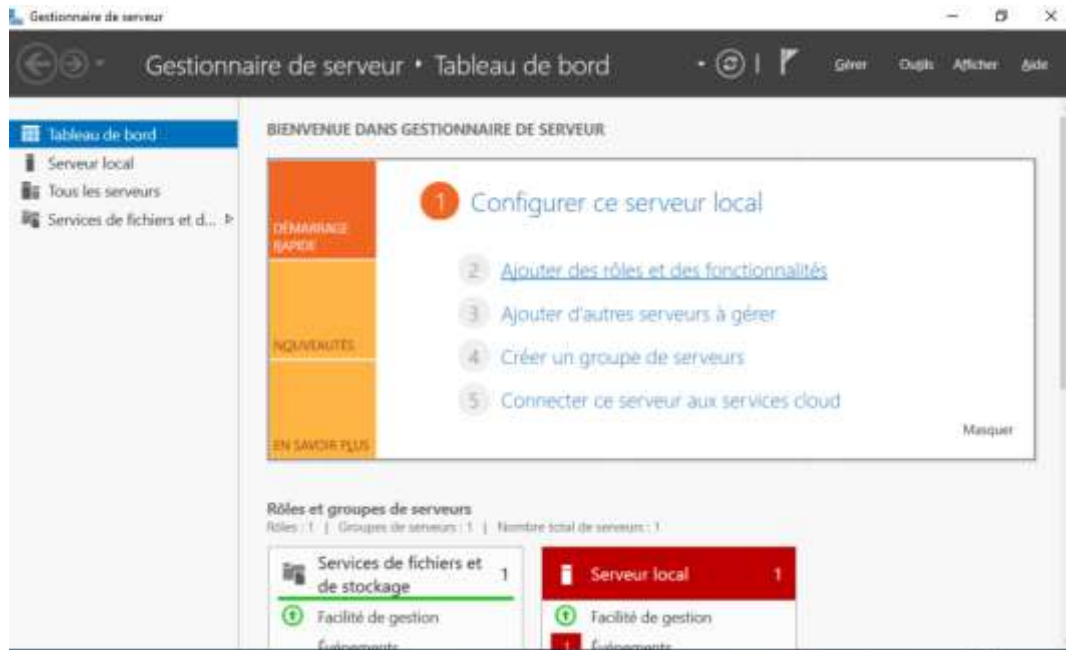 Gestionnaire de serveur
Gestionnaire de serveur • Tableau de bord
Gérer Outils Afficher Aide
Tableau de bord
Serveur local
Tous les serveurs
Services de fichiers et d...
BIENVENUE DANS GESTIONNAIRE DE SERVEUR
DÉMARRAGE
RAPIDE
NOUVEAUTÉS
EN SAVOIR PLUS
1 Configurer ce serveur local
2 Ajouter des rôles et des fonctionnalités
3 Ajouter d'autres serveurs à gérer
4 Créer un groupe de serveurs
5 Connecter ce serveur aux services cloud
Masquer
Rôles et groupes de serveurs
Rôles : 1 | Groupes de serveurs : 1 | Nombre total de serveurs : 1
Services de fichiers et
de stockage
1
Facilité de gestion
Événements
Serveur local 1
Facilité de gestion
1 Événements